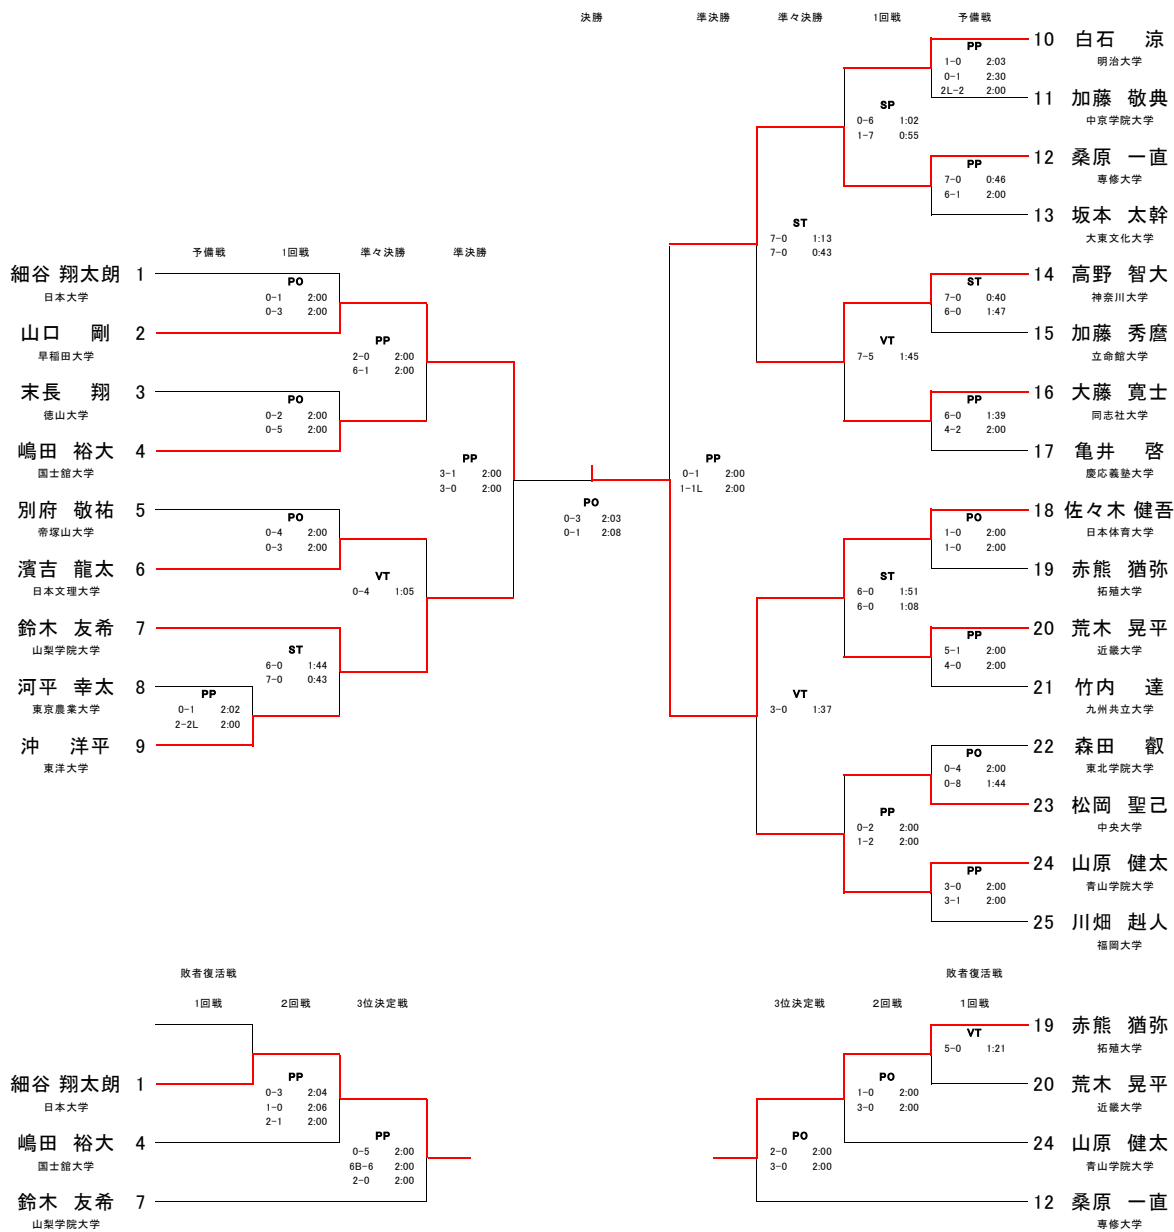 決勝 準決勝 準々決勝 1回戦 予備戦
10 白石 涼
明治大学
PP
1-0 2:03
0-1 2:30
2L-2 2:00
11 加藤 敬典
中京学院大学
SP
0-6 1:02
1-7 0:55
12 桑原 一直
専修大学
PP
7-0 0:46
6-1 2:00
13 坂本 太幹
大東文化大学
ST
7-0 1:13
7-0 0:43
14 高野 智大
神奈川大学
ST
7-0 0:40
6-0 1:47
15 加藤 秀麿
立命館大学
VT
7-5 1:45
16 大藤 寛士
同志社大学
PP
6-0 1:39
4-2 2:00
17 亀井 啓
慶応義塾大学
PP
0-1 2:00
1-1L 2:00
18 佐々木 健吾
日本体育大学
PO
1-0 2:00
1-0 2:00
19 赤熊 猶弥
拓殖大学
ST
6-0 1:51
6-0 1:08
20 荒木 晃平
近畿大学
PP
5-1 2:00
4-0 2:00
21 竹内 達
九州共立大学
VT
3-0 1:37
22 森田 叡
東北学院大学
PO
0-4 2:00
0-8 1:44
23 松岡 聖己
中央大学
PP
0-2 2:00
1-2 2:00
24 山原 健太
青山学院大学
PP
3-0 2:00
3-1 2:00
25 川畑 赳人
福岡大学
予備戦 1回戦 準々決勝 準決勝
細谷 翔太朗 1
日本大学
PO
0-1 2:00
0-3 2:00
山口 剛 2
早稲田大学
PP
2-0 2:00
6-1 2:00
末長 翔 3
徳山大学
PO
0-2 2:00
0-5 2:00
嶋田 裕大 4
国士舘大学
PP
3-1 2:00
3-0 2:00
PO
0-3 2:03
0-1 2:08
別府 敬祐 5
帝塚山大学
PO
0-4 2:00
0-3 2:00
濱吉 龍太 6
日本文理大学
VT
0-4 1:05
鈴木 友希 7
山梨学院大学
ST
6-0 1:44
7-0 0:43
河平 幸太 8
東京農業大学
PP
0-1 2:02
2-2L 2:00
沖 洋平 9
東洋大学
敗者復活戦
1回戦 2回戦 3位決定戦
細谷 翔太朗 1
日本大学
PP
0-3 2:04
1-0 2:06
2-1 2:00
嶋田 裕大 4
国士舘大学
PP
0-5 2:00
6B-6 2:00
2-0 2:00
鈴木 友希 7
山梨学院大学
敗者復活戦
3位決定戦 2回戦 1回戦
19 赤熊 猶弥
拓殖大学
VT
5-0 1:21
20 荒木 晃平
近畿大学
PO
1-0 2:00
3-0 2:00
24 山原 健太
青山学院大学
PO
2-0 2:00
3-0 2:00
12 桑原 一直
専修大学